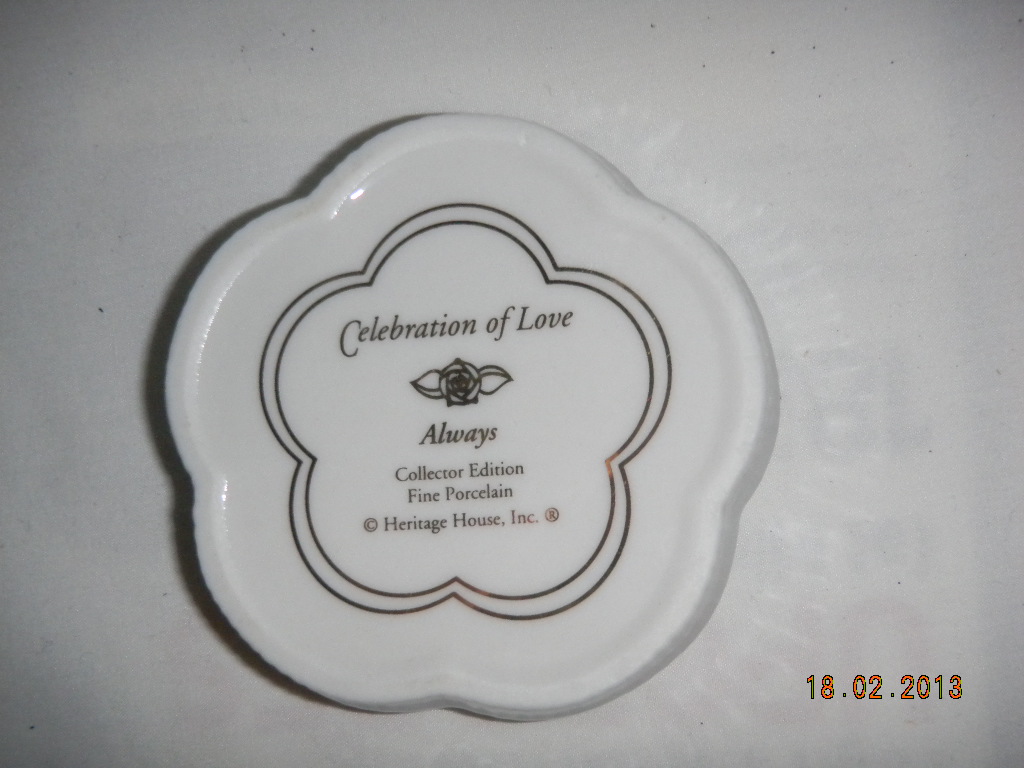 Celebration of Love
Always
Collector Edition
Fine Porcelain
© Heritage House, Inc. ®
18.02.2013